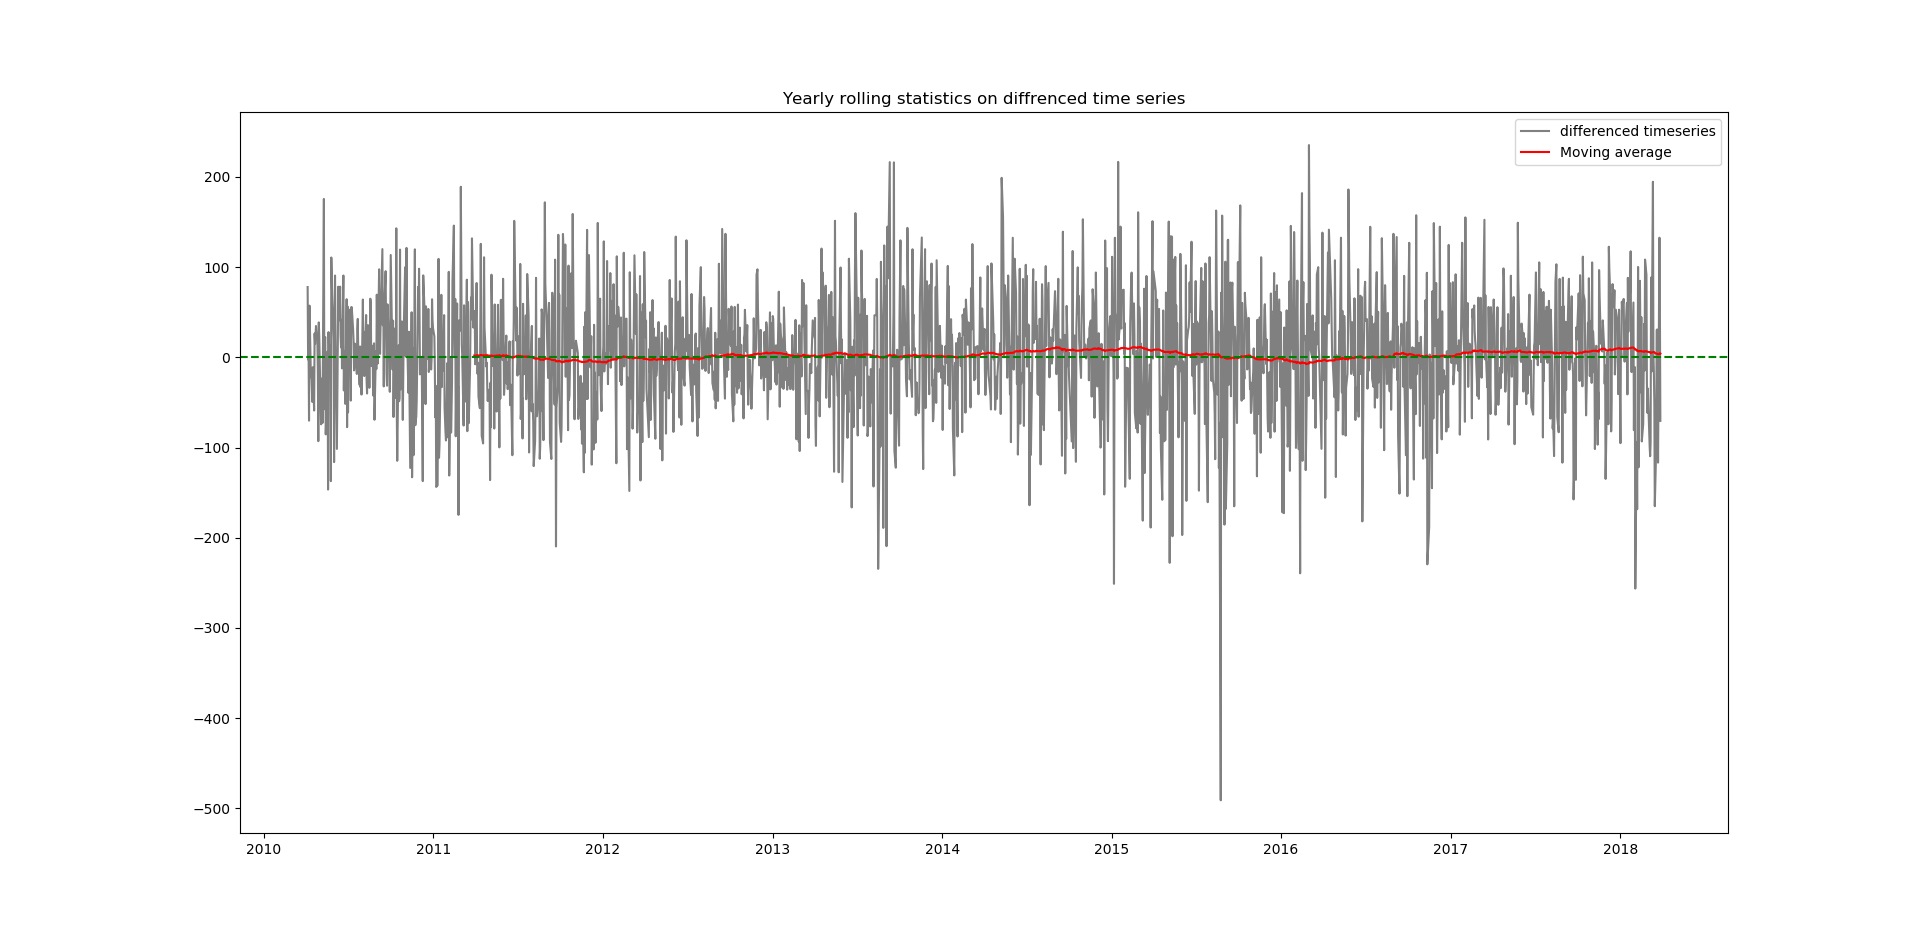 Yearly rolling statistics on diffrenced time series
differenced timeseries
Moving average
200
100
0
−100
−200
−300
−400
−500
2010 2011 2012 2013 2014 2015 2016 2017 2018